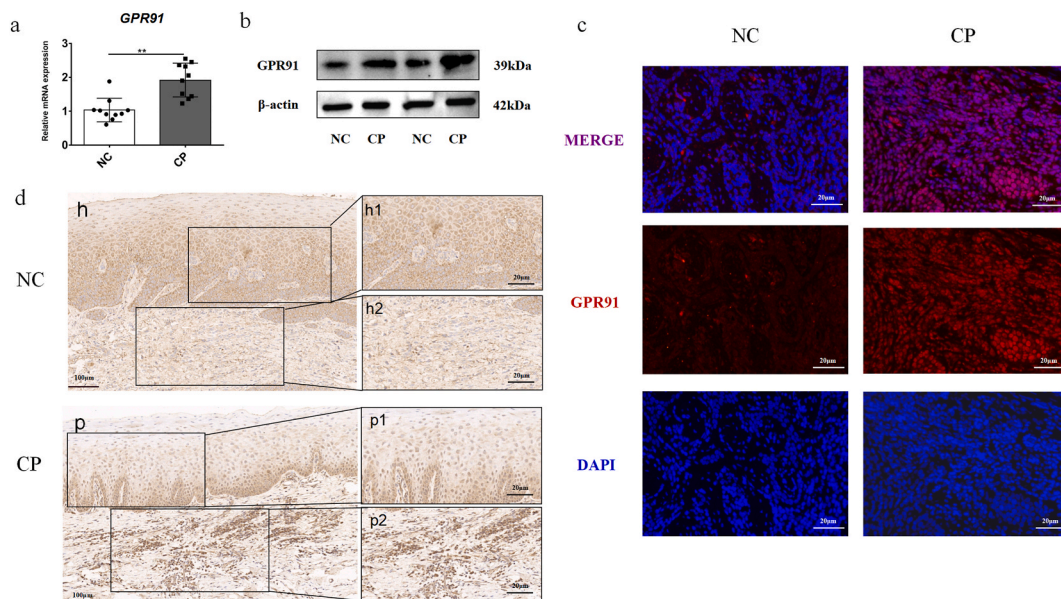 a
GPR91
**
Relative mRNA expression
3
2
1
0
NC
CP
b
GPR91
39kDa
β-actin
42kDa
NC CP NC CP
c
NC CP
MERGE
20μm
20μm
GPR91
20μm
20μm
DAPI
20μm
20μm
d
NC
h
100μm
h1
20μm
h2
20μm
CP
p
100μm
p1
20μm
p2
20μm